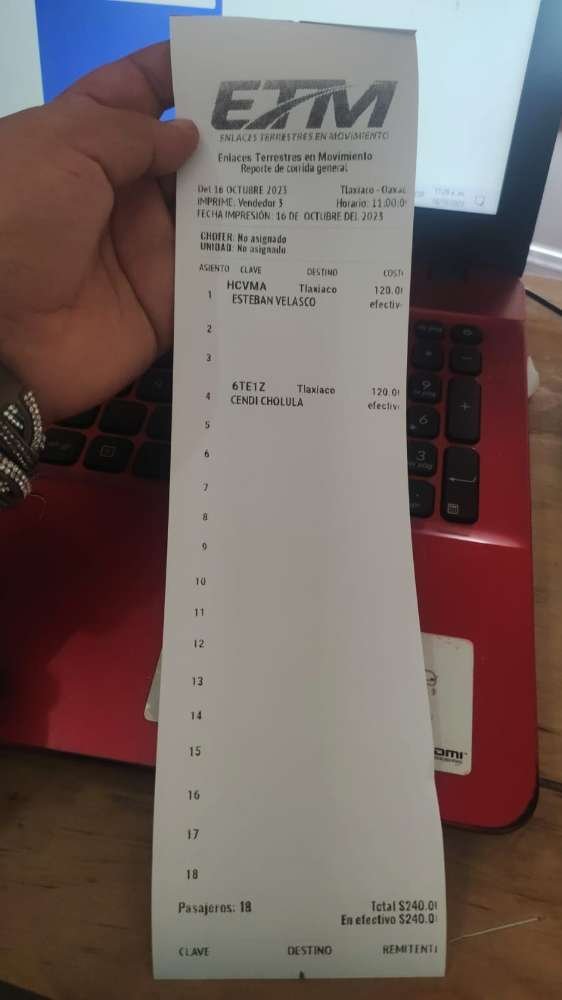 ETM
ENLACES TERRESTRES EN MOVIMIENTO
Enlaces Terrestres en Movimiento
Reporte de corrida general
Del 16 OCTUBRE 2023 Tlaxiaco - Oaxac
IMPRIME: Vendedor 3 Horario: 11:00:0
FECHA IMPRESIÓN: 16 DE OCTUBRE DEL 2023
CHOFER: No asignado
UNIDAD: No asignado
ASIENTO CLAVE DESTINO COST
1 HCVMA Tlaxiaco 120.0
ESTEBAN VELASCO efectiv
2
3
4 6TE1Z Tlaxiaco 120.0
CENDI CHOLULA efectiv
5
6
7
8
9
10
11
12
13
14
15
16
17
18
Pasajeros: 18 Total $240.0
En efectivo $240.0
CLAVE DESTINO REMITENT